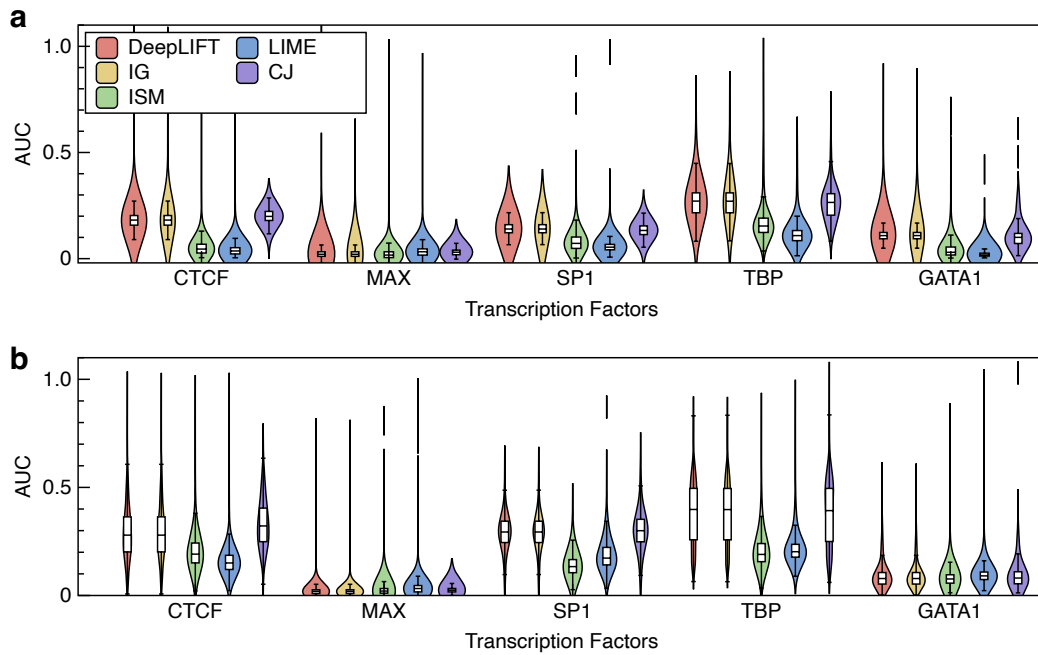 a
1.0
0.5
0
AUC
DeepLIFT
IG
ISM
LIME
CJ
CTCF MAX SP1 TBP GATA1
Transcription Factors
b
1.0
0.5
0
AUC
CTCF MAX SP1 TBP GATA1
Transcription Factors